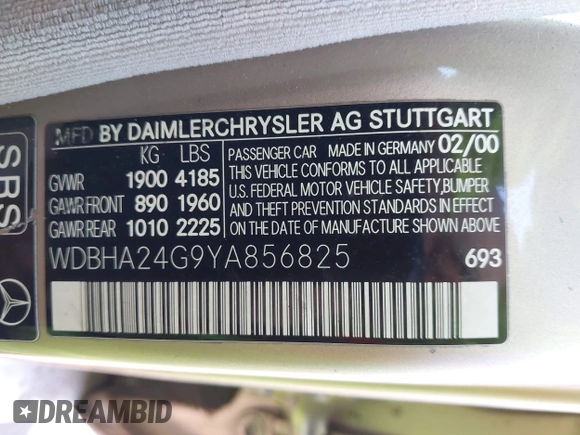 MFD BY DAIMLERCHRYSLER AG STUTTGART
KG LBS
GVWR 1900 4185
GAWR FRONT 890 1960
GAWR REAR 1010 2225
PASSENGER CAR MADE IN GERMANY 02/00
THIS VEHICLE CONFORMS TO ALL APPLICABLE
U.S. FEDERAL MOTOR VEHICLE SAFETY, BUMPER
AND THEFT PREVENTION STANDARDS IN EFFECT
ON THE DATE OF MANUFACTURE SHOWN ABOVE.
WDBHA24G9YA856825 693
SRS
DREAMBID